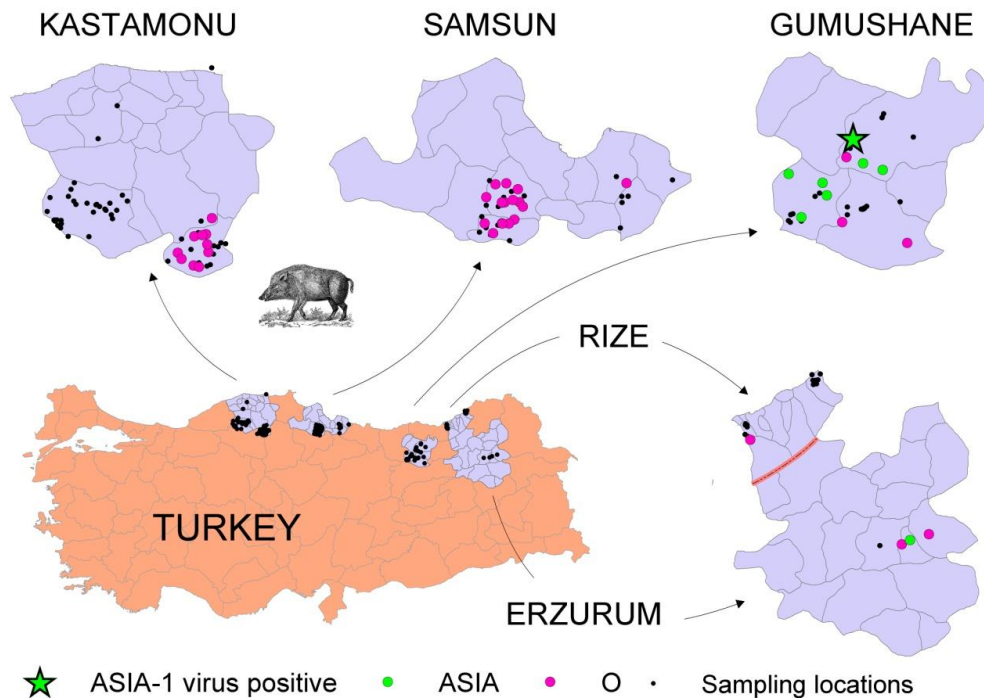 KASTAMONU
SAMSUN
GUMUSHANE
RIZE
TURKEY
ERZURUM
ASIA-1 virus positive
ASIA
O
Sampling locations